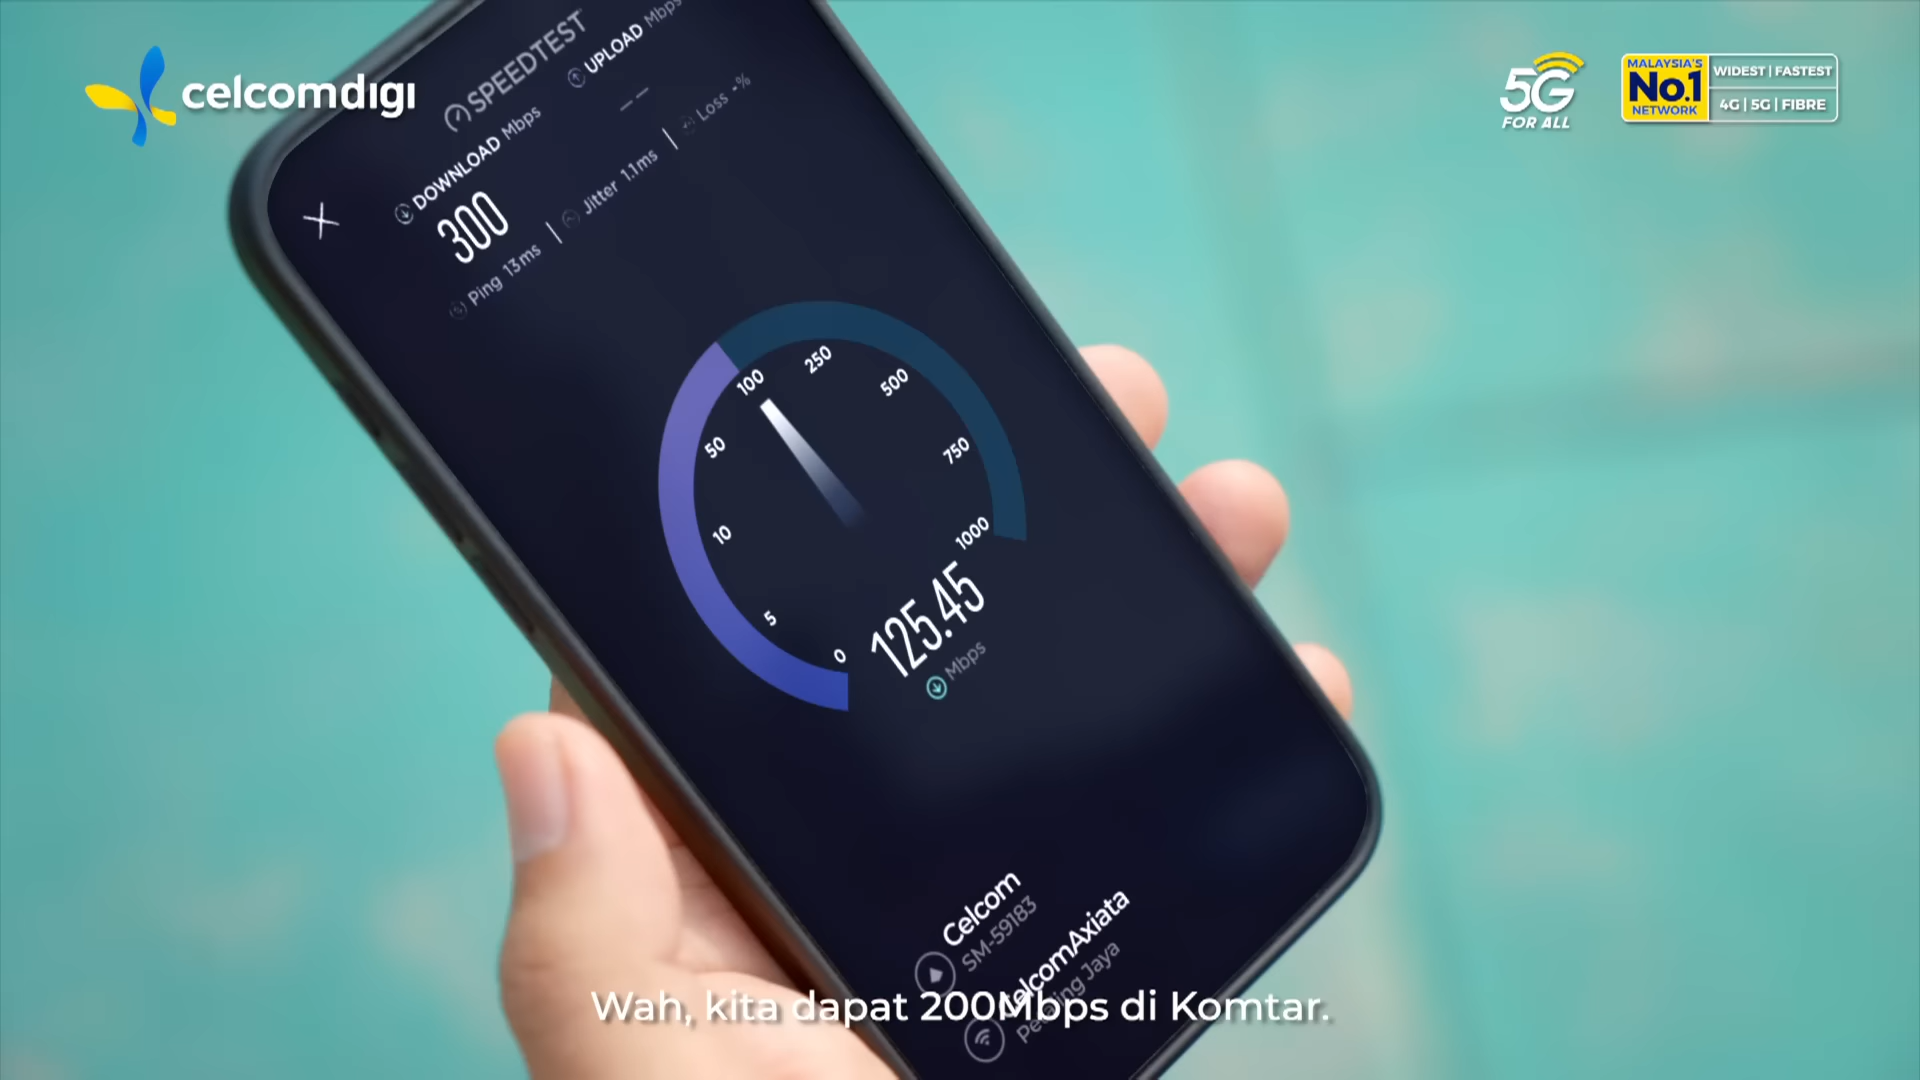 celcomdigi
5G
FOR ALL
MALAYSIA'S
No.1
NETWORK
WIDEST | FASTEST
4G | 5G | FIBRE
SPEEDTEST
DOWNLOAD Mbps
UPLOAD Mbps
300
— —
Ping 13ms | Jitter 1.1ms | Loss -%
0
5
10
50
100
250
500
750
1000
125.45
Mbps
Celcom
SM-59183
CelcomAxiata
Petaling Jaya
Wah, kita dapat 200Mbps di Komtar.